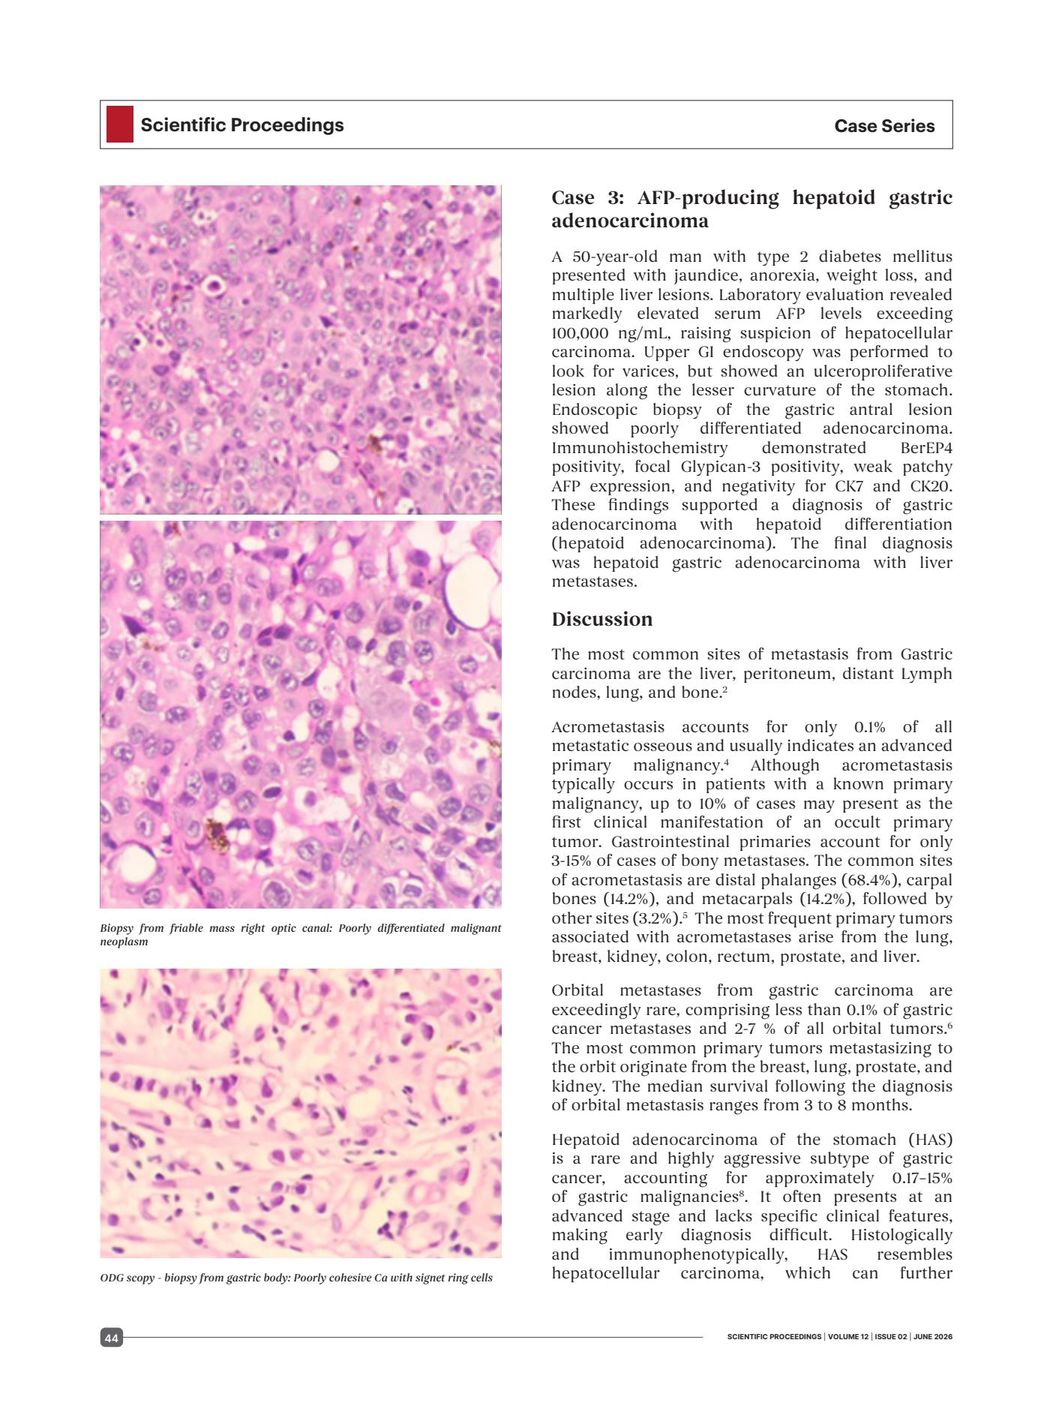 Scientific Proceedings
Case Series
Biopsy from friable mass right optic canal: Poorly differentiated malignant
neoplasm
ODG scopy - biopsy from gastric body: Poorly cohesive Ca with signet ring cells
Case 3: AFP-producing hepatoid gastric
adenocarcinoma
A 50-year-old man with type 2 diabetes mellitus
presented with jaundice, anorexia, weight loss, and
multiple liver lesions. Laboratory evaluation revealed
markedly elevated serum AFP levels exceeding
100,000 ng/mL, raising suspicion of hepatocellular
carcinoma. Upper GI endoscopy was performed to
look for varices, but showed an ulceroproliferative
lesion along the lesser curvature of the stomach.
Endoscopic biopsy of the gastric antral lesion
showed poorly differentiated adenocarcinoma.
Immunohistochemistry demonstrated BerEP4
positivity, focal Glypican-3 positivity, weak patchy
AFP expression, and negativity for CK7 and CK20.
These findings supported a diagnosis of gastric
adenocarcinoma with hepatoid differentiation
(hepatoid adenocarcinoma). The final diagnosis
was hepatoid gastric adenocarcinoma with liver
metastases.
Discussion
The most common sites of metastasis from Gastric
carcinoma are the liver, peritoneum, distant Lymph
nodes, lung, and bone.²
Acrometastasis accounts for only 0.1% of all
metastatic osseous and usually indicates an advanced
primary malignancy.⁴ Although acrometastasis
typically occurs in patients with a known primary
malignancy, up to 10% of cases may present as the
first clinical manifestation of an occult primary
tumor. Gastrointestinal primaries account for only
3-15% of cases of bony metastases. The common sites
of acrometastasis are distal phalanges (68.4%), carpal
bones (14.2%), and metacarpals (14.2%), followed by
other sites (3.2%).⁵ The most frequent primary tumors
associated with acrometastases arise from the lung,
breast, kidney, colon, rectum, prostate, and liver.
Orbital metastases from gastric carcinoma are
exceedingly rare, comprising less than 0.1% of gastric
cancer metastases and 2-7 % of all orbital tumors.⁶
The most common primary tumors metastasizing to
the orbit originate from the breast, lung, prostate, and
kidney. The median survival following the diagnosis
of orbital metastasis ranges from 3 to 8 months.
Hepatoid adenocarcinoma of the stomach (HAS)
is a rare and highly aggressive subtype of gastric
cancer, accounting for approximately 0.17–15%
of gastric malignancies⁸. It often presents at an
advanced stage and lacks specific clinical features,
making early diagnosis difficult. Histologically
and immunophenotypically, HAS resembles
hepatocellular carcinoma, which can further
44
SCIENTIFIC PROCEEDINGS | VOLUME 12 | ISSUE 02 | JUNE 2026